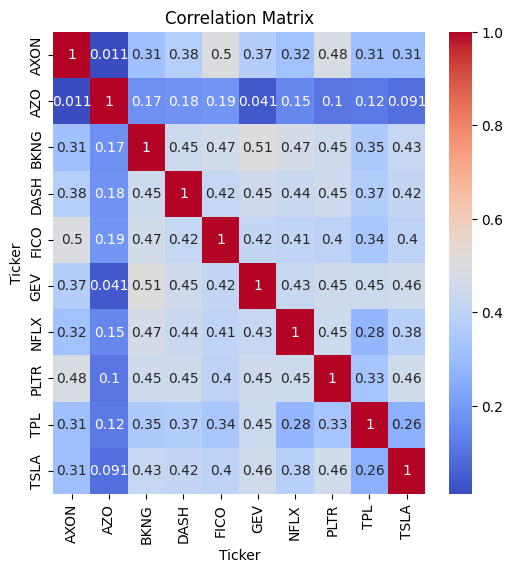 Correlation Matrix
Ticker
AXON 1 0.011 0.31 0.38 0.5 0.37 0.32 0.48 0.31 0.31
AZO 0.011 1 0.17 0.18 0.19 0.041 0.15 0.1 0.12 0.091
BKNG 0.31 0.17 1 0.45 0.47 0.51 0.47 0.45 0.35 0.43
DASH 0.38 0.18 0.45 1 0.42 0.45 0.44 0.45 0.37 0.42
FICO 0.5 0.19 0.47 0.42 1 0.42 0.41 0.4 0.34 0.4
GEV 0.37 0.041 0.51 0.45 0.42 1 0.43 0.45 0.45 0.46
NFLX 0.32 0.15 0.47 0.44 0.41 0.43 1 0.45 0.28 0.38
PLTR 0.48 0.1 0.45 0.45 0.4 0.45 0.45 1 0.33 0.46
TPL 0.31 0.12 0.35 0.37 0.34 0.45 0.28 0.33 1 0.26
TSLA 0.31 0.091 0.43 0.42 0.4 0.46 0.38 0.46 0.26 1
AXON AZO BKNG DASH FICO GEV NFLX PLTR TPL TSLA
Ticker
1.0
0.8
0.6
0.4
0.2